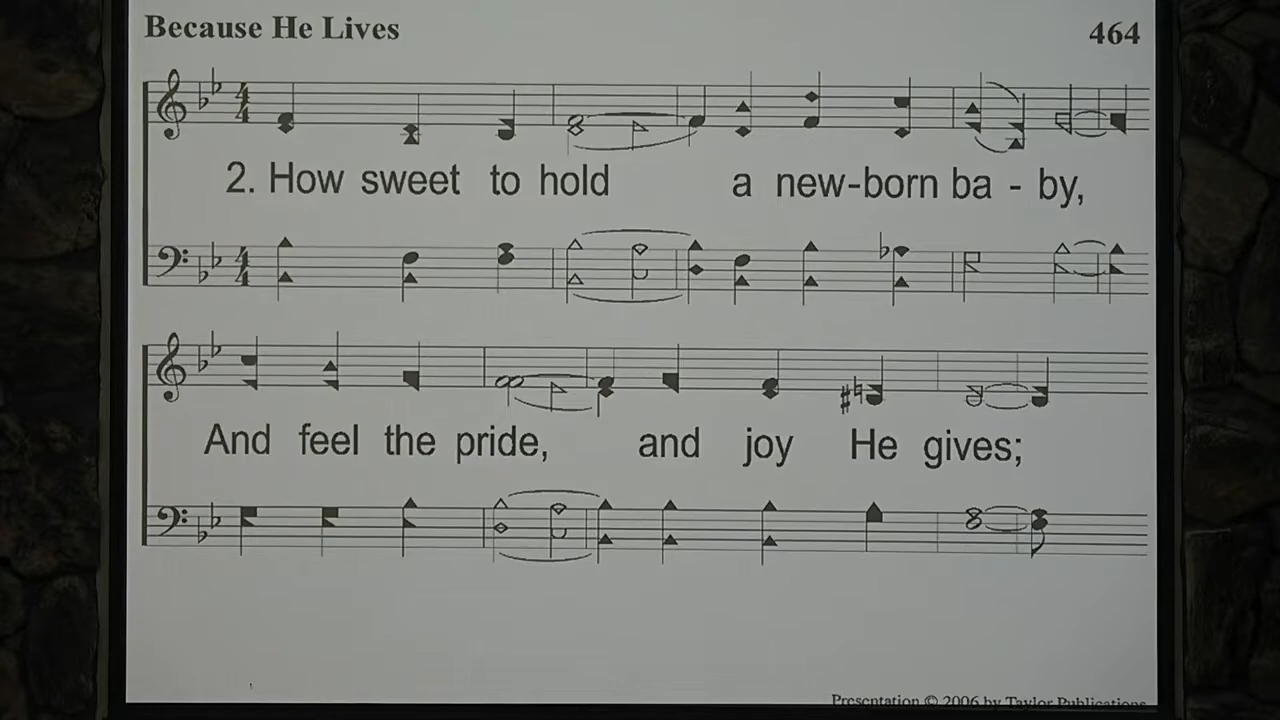 Because He Lives
464
2. How sweet to hold a new-born ba - by,
And feel the pride, and joy He gives;
Presentation © 2006 by Taylor Publications